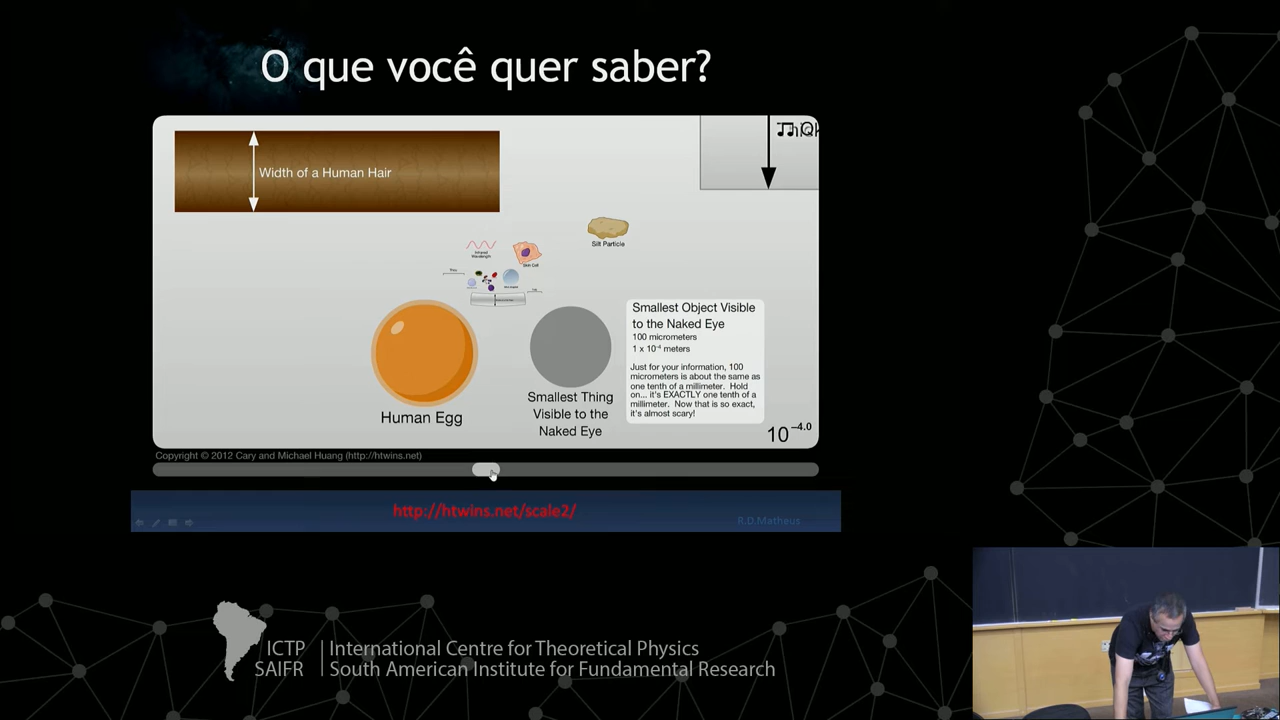 O que você quer saber?
Width of a Human Hair
Silt Particle
Infrared
Wavelength
Skin Cell
Human Egg
Smallest Thing
Visible to the
Naked Eye
Smallest Object Visible
to the Naked Eye
100 micrometers
1 x 10⁻⁴ meters
Just for your information, 100
micrometers is about the same as
one tenth of a millimeter. Hold
on... it's EXACTLY one tenth of a
millimeter. Now that is so exact,
it's almost scary!
10⁻⁴·⁰
Copyright © 2012 Cary and Michael Huang (http://htwins.net)
http://htwins.net/scale2/
R.D.Matheus
ICTP
SAIFR
International Centre for Theoretical Physics
South American Institute for Fundamental Research